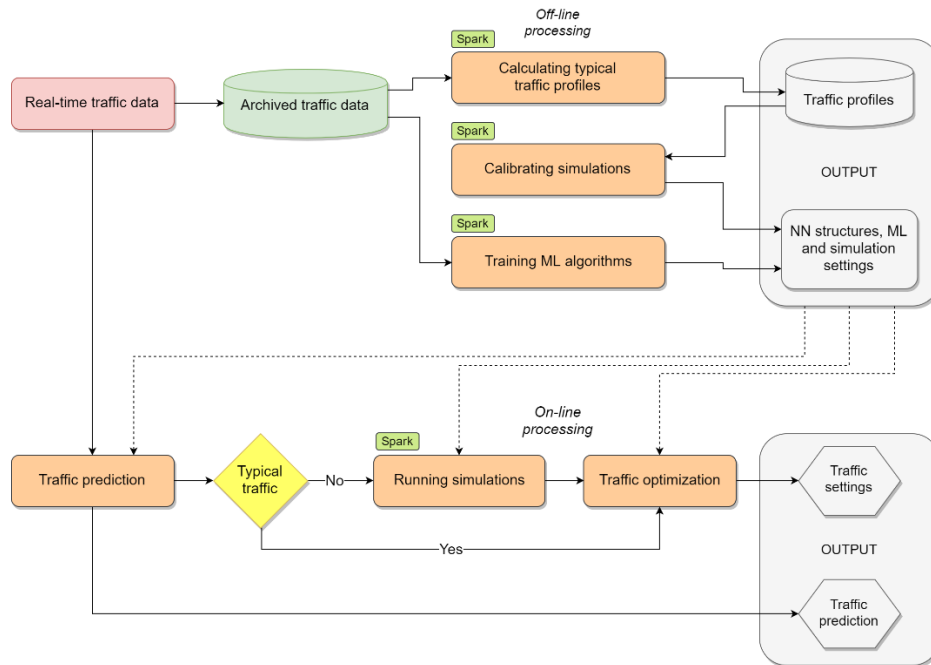 Off-line
processing
Spark
Calculating typical
traffic profiles
Real-time traffic data
Archived traffic data
Traffic profiles
Spark
Calibrating simulations
OUTPUT
Spark
Training ML algorithms
NN structures, ML
and simulation
settings
On-line
processing
Spark
Traffic prediction
Typical
traffic
No
Running simulations
Traffic optimization
Traffic
settings
Yes
OUTPUT
Traffic
prediction